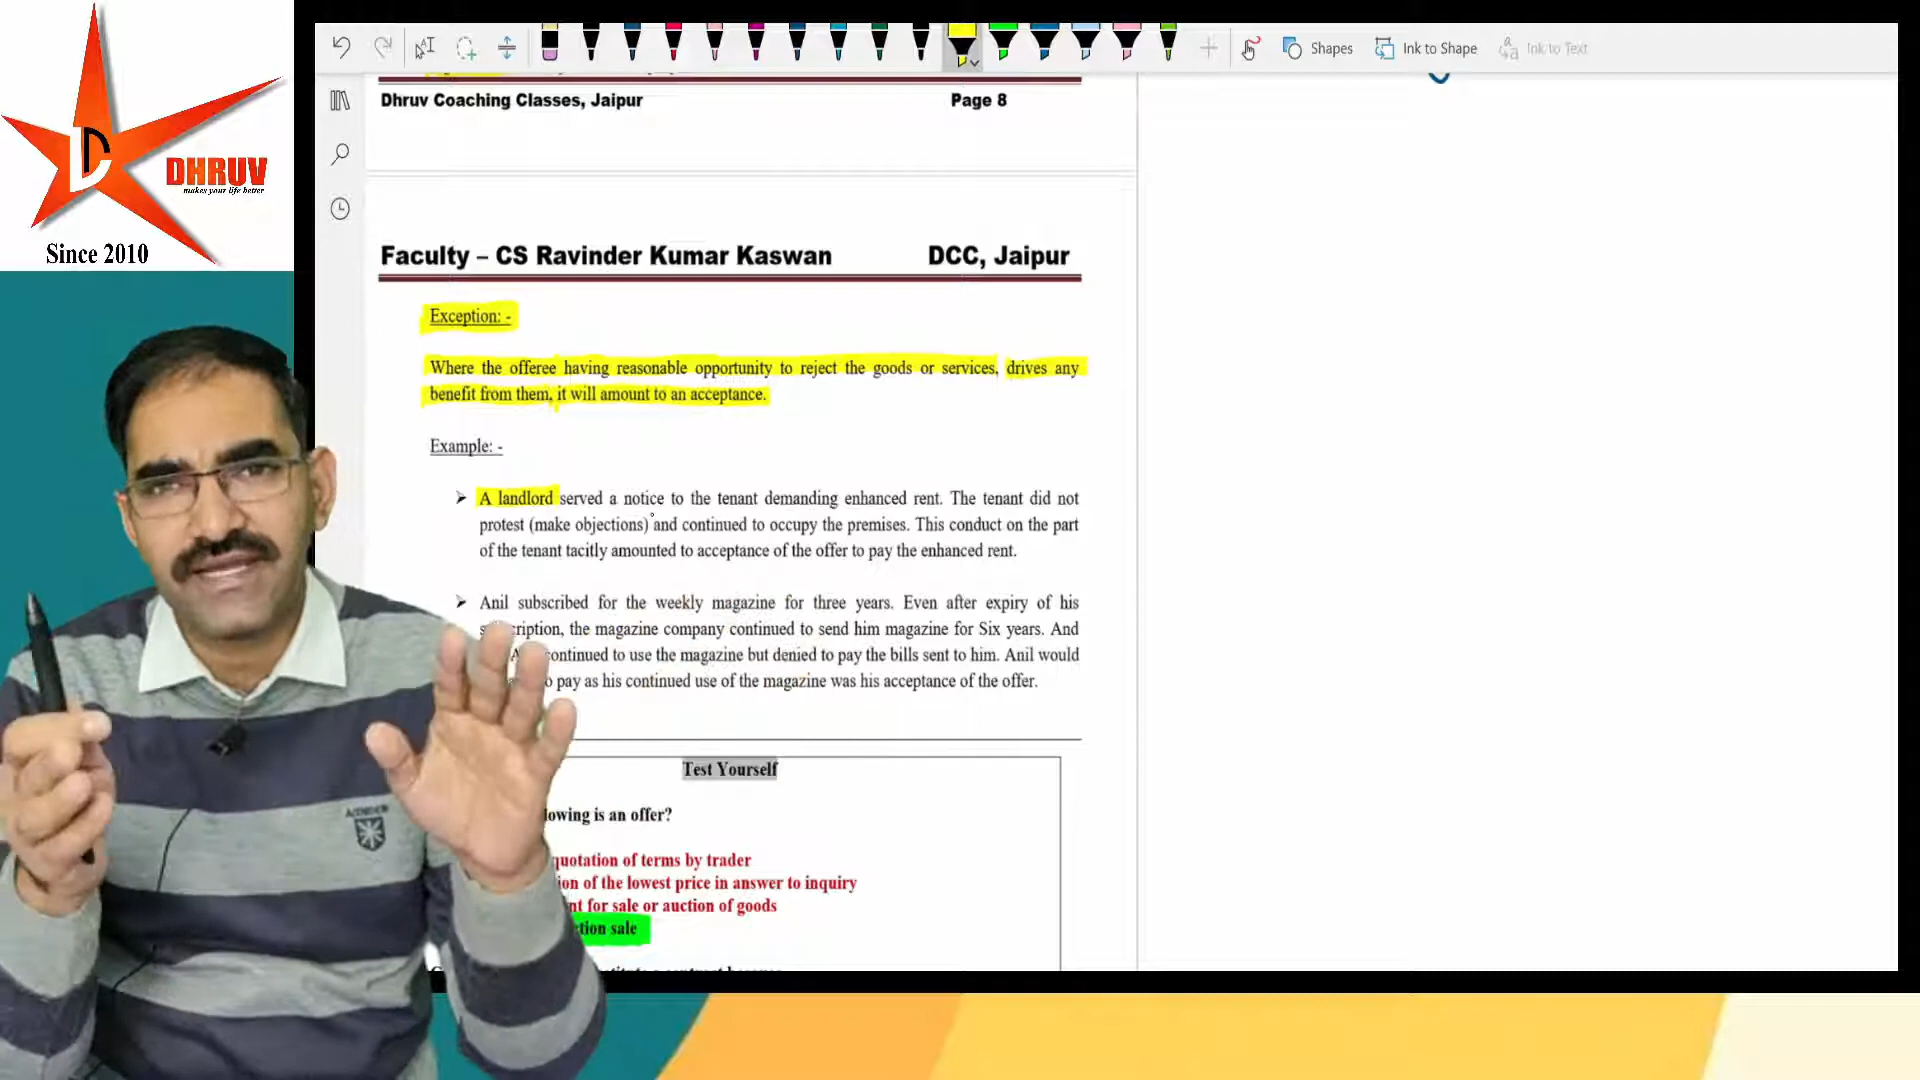 Shapes
Ink to Shape
Ink to Text
Dhruv Coaching Classes, Jaipur Page 8
DC
DHRUV
makes your life better
Since 2010
Faculty – CS Ravinder Kumar Kaswan DCC, Jaipur
Exception: -
Where the offeree having reasonable opportunity to reject the goods or services, drives any
benefit from them, it will amount to an acceptance.
Example: -
➢ A landlord served a notice to the tenant demanding enhanced rent. The tenant did not
protest (make objections) and continued to occupy the premises. This conduct on the part
of the tenant tacitly amounted to acceptance of the offer to pay the enhanced rent.
➢ Anil subscribed for the weekly magazine for three years. Even after expiry of his
cription, the magazine company continued to send him magazine for Six years. And
continued to use the magazine but denied to pay the bills sent to him. Anil would
o pay as his continued use of the magazine was his acceptance of the offer.
Test Yourself
lowing is an offer?
quotation of terms by trader
ion of the lowest price in answer to inquiry
nt for sale or auction of goods
ction sale